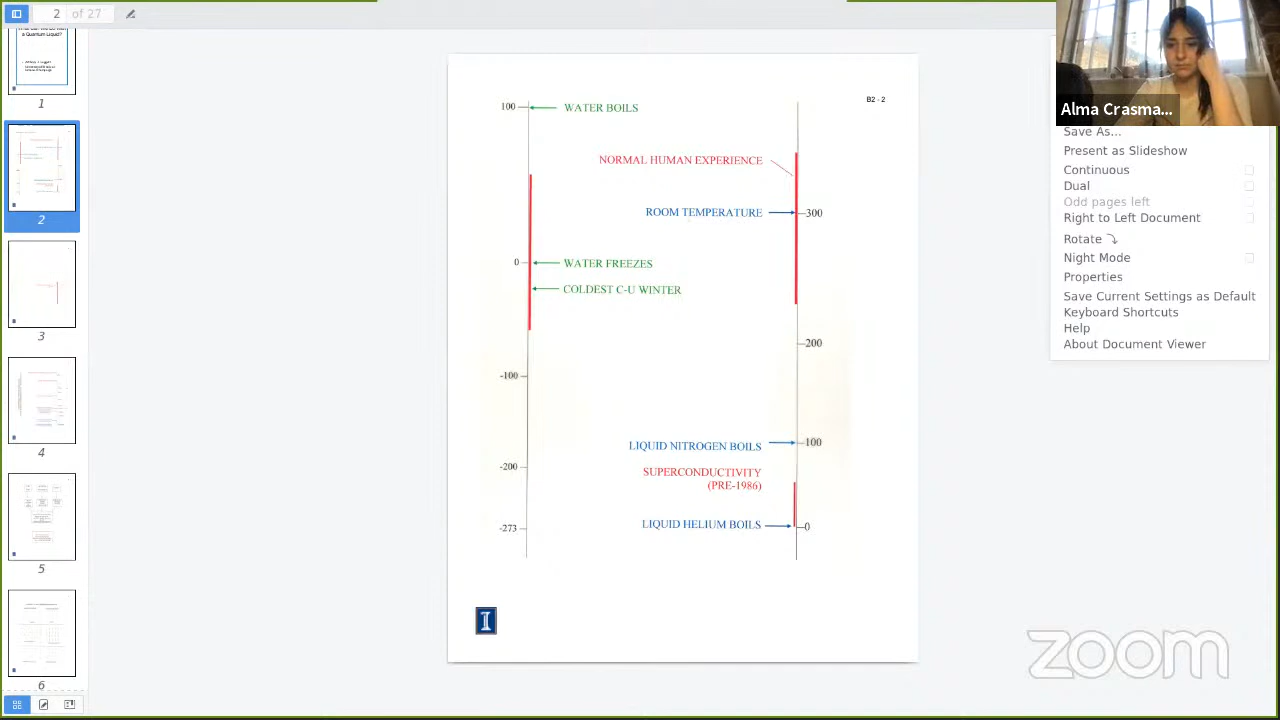 2 of 27
a Quantum Liquid?
1
2
3
4
5
6
B2 - 2
100
WATER BOILS
NORMAL HUMAN EXPERIENCE
ROOM TEMPERATURE
300
0
WATER FREEZES
COLDEST C-U WINTER
200
-100
LIQUID NITROGEN BOILS
100
-200
SUPERCONDUCTIVITY
(PRE-1986)
LIQUID HELIUM BOILS
0
-273
I
Alma Crasma...
Save As...
Present as Slideshow
Continuous
Dual
Odd pages left
Right to Left Document
Rotate
Night Mode
Properties
Save Current Settings as Default
Keyboard Shortcuts
Help
About Document Viewer
zoom